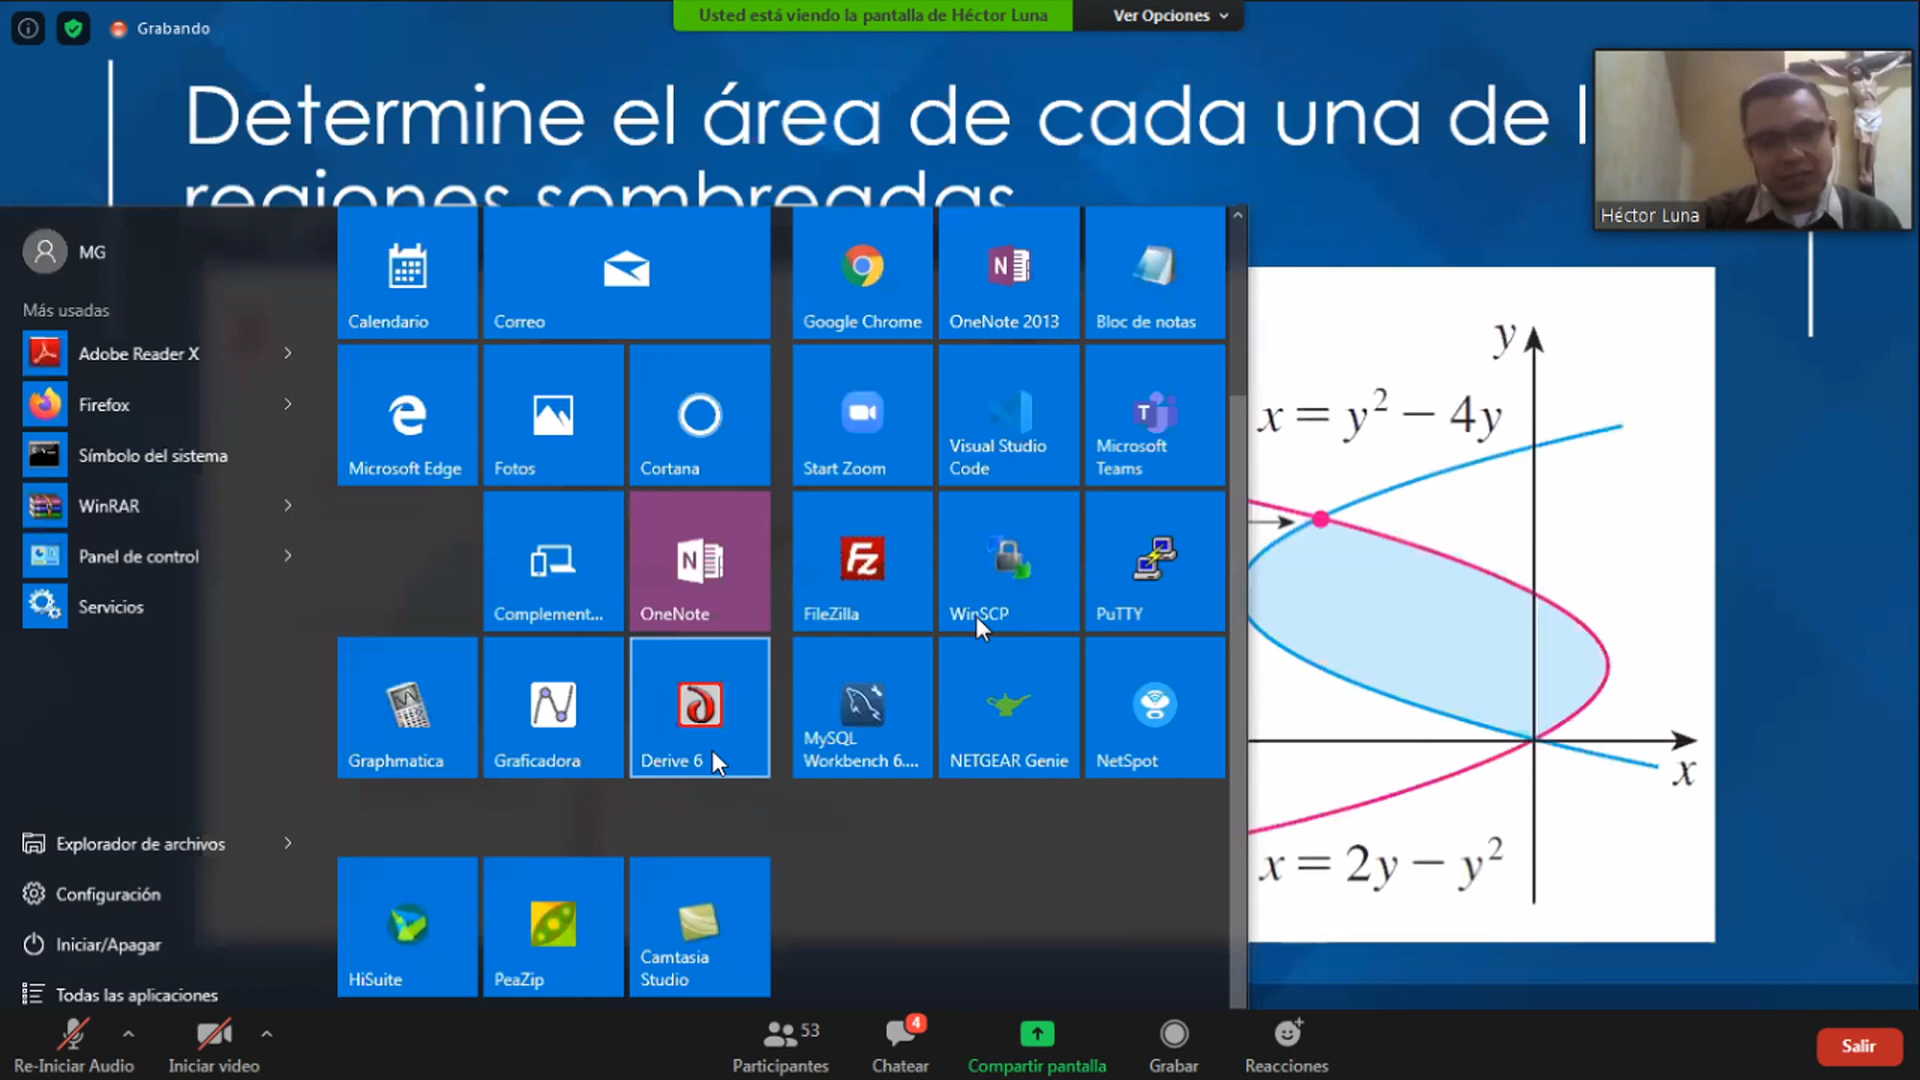 Usted está viendo la pantalla de Héctor Luna
Ver Opciones
Grabando
Determine el área de cada una de l
regiones sombreadas
Héctor Luna
MG
Más usadas
Adobe Reader X
Firefox
Símbolo del sistema
WinRAR
Panel de control
Servicios
Explorador de archivos
Configuración
Iniciar/Apagar
Todas las aplicaciones
Calendario
Correo
Google Chrome
OneNote 2013
Bloc de notas
Microsoft Edge
Fotos
Cortana
Start Zoom
Visual Studio
Code
Microsoft
Teams
Complement...
OneNote
FileZilla
WinSCP
PuTTY
Graphmatica
Graficadora
Derive 6
MySQL
Workbench 6....
NETGEAR Genie
NetSpot
HiSuite
PeaZip
Camtasia
Studio
y
x = y² − 4y
x
x = 2y − y²
Re-Iniciar Audio
Iniciar video
53
Participantes
4
Chatear
Compartir pantalla
Grabar
Reacciones
Salir